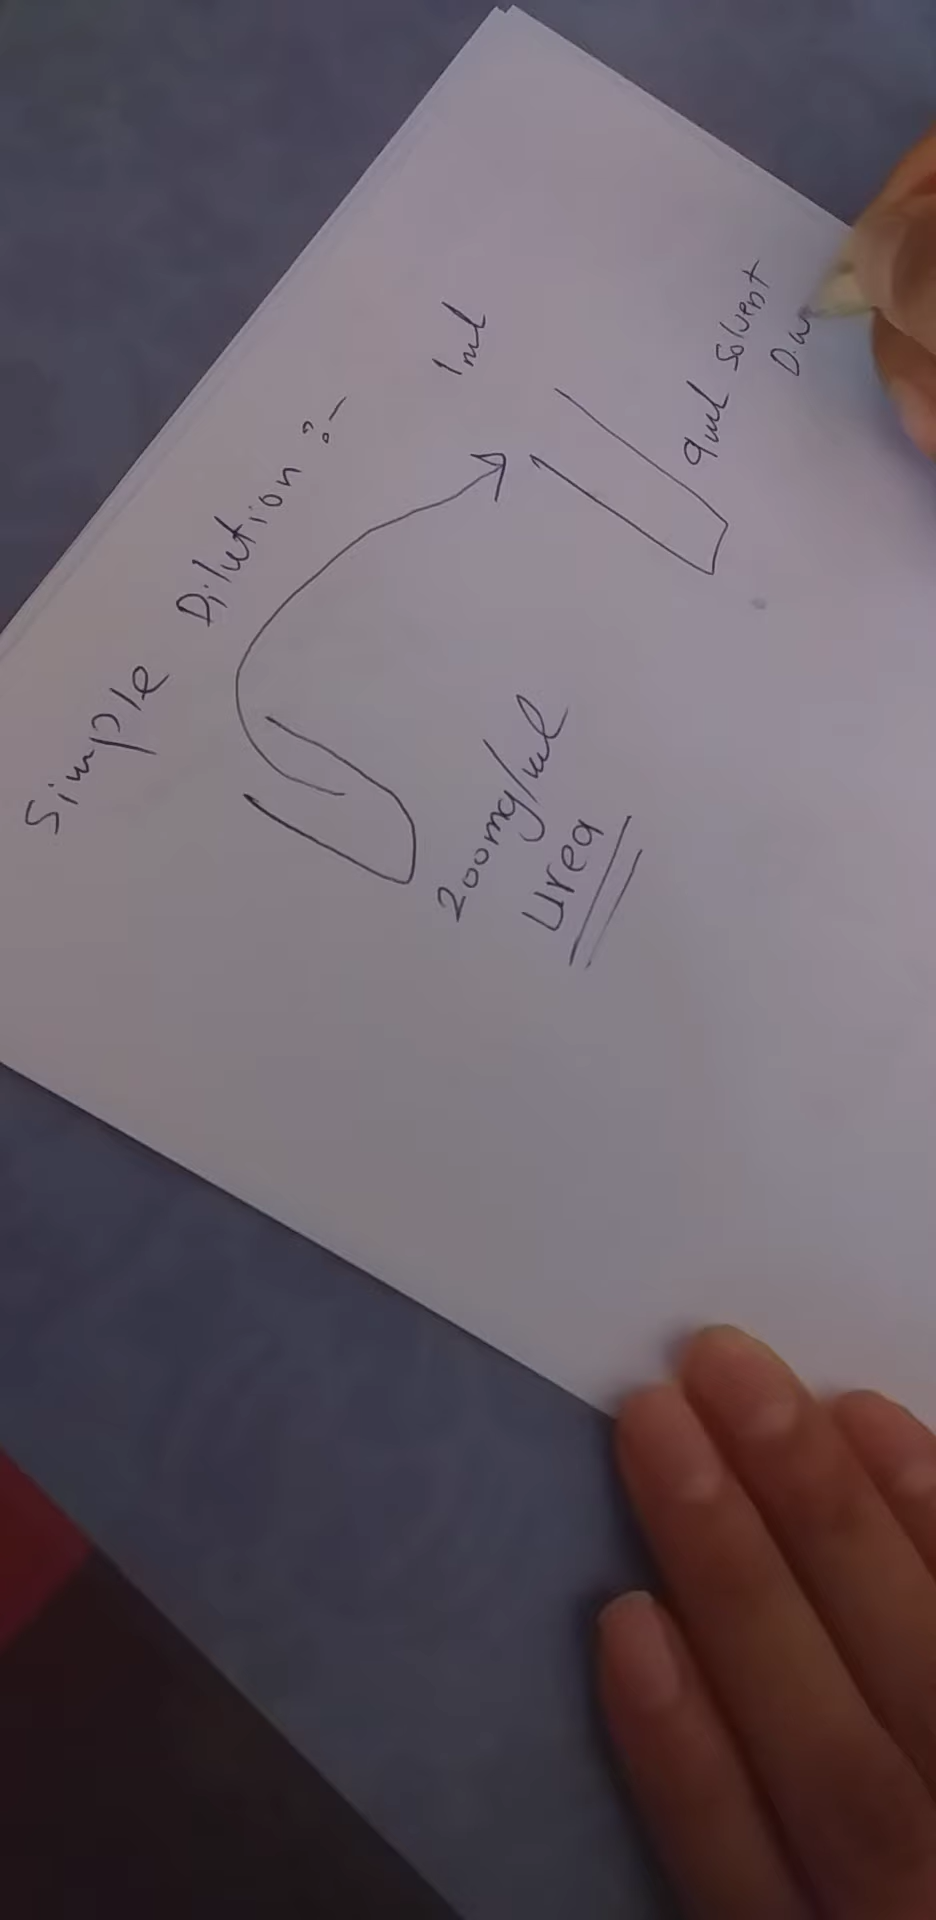 Simple Dilution :-
1ml
9ml Solvent
D.w
200mg/ml
Urea